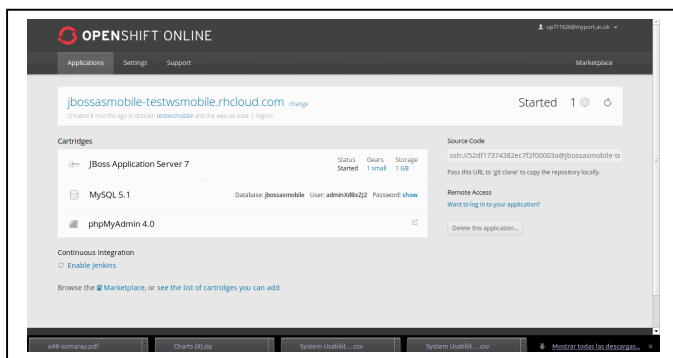 up711626@myport.ac.uk
OPENSHIFT ONLINE
Applications Settings Support Marketplace
jbossasmobile-testwsmobile.rhcloud.com change
Started 1
Created 8 months ago in domain testwsmobile and the aws-us-east-1 region
Cartridges
JBoss Application Server 7
Status Gears Storage
Started 1 small 1 GB
MySQL 5.1
Database: jbossasmobile User: adminXdBxZJ2 Password: show
phpMyAdmin 4.0
Source Code
ssh://52df17374382ec7f2f00003a@jbossasmobile-te
Pass this URL to 'git clone' to copy the repository locally.
Remote Access
Want to log in to your application?
Delete this application...
Continuous Integration
Enable Jenkins
Browse the Marketplace, or see the list of cartridges you can add
a48-sumaray.pdf
Charts (4).zip
System Usabilit....csv
System Usabilit....csv
Mostrar todas las descargas...